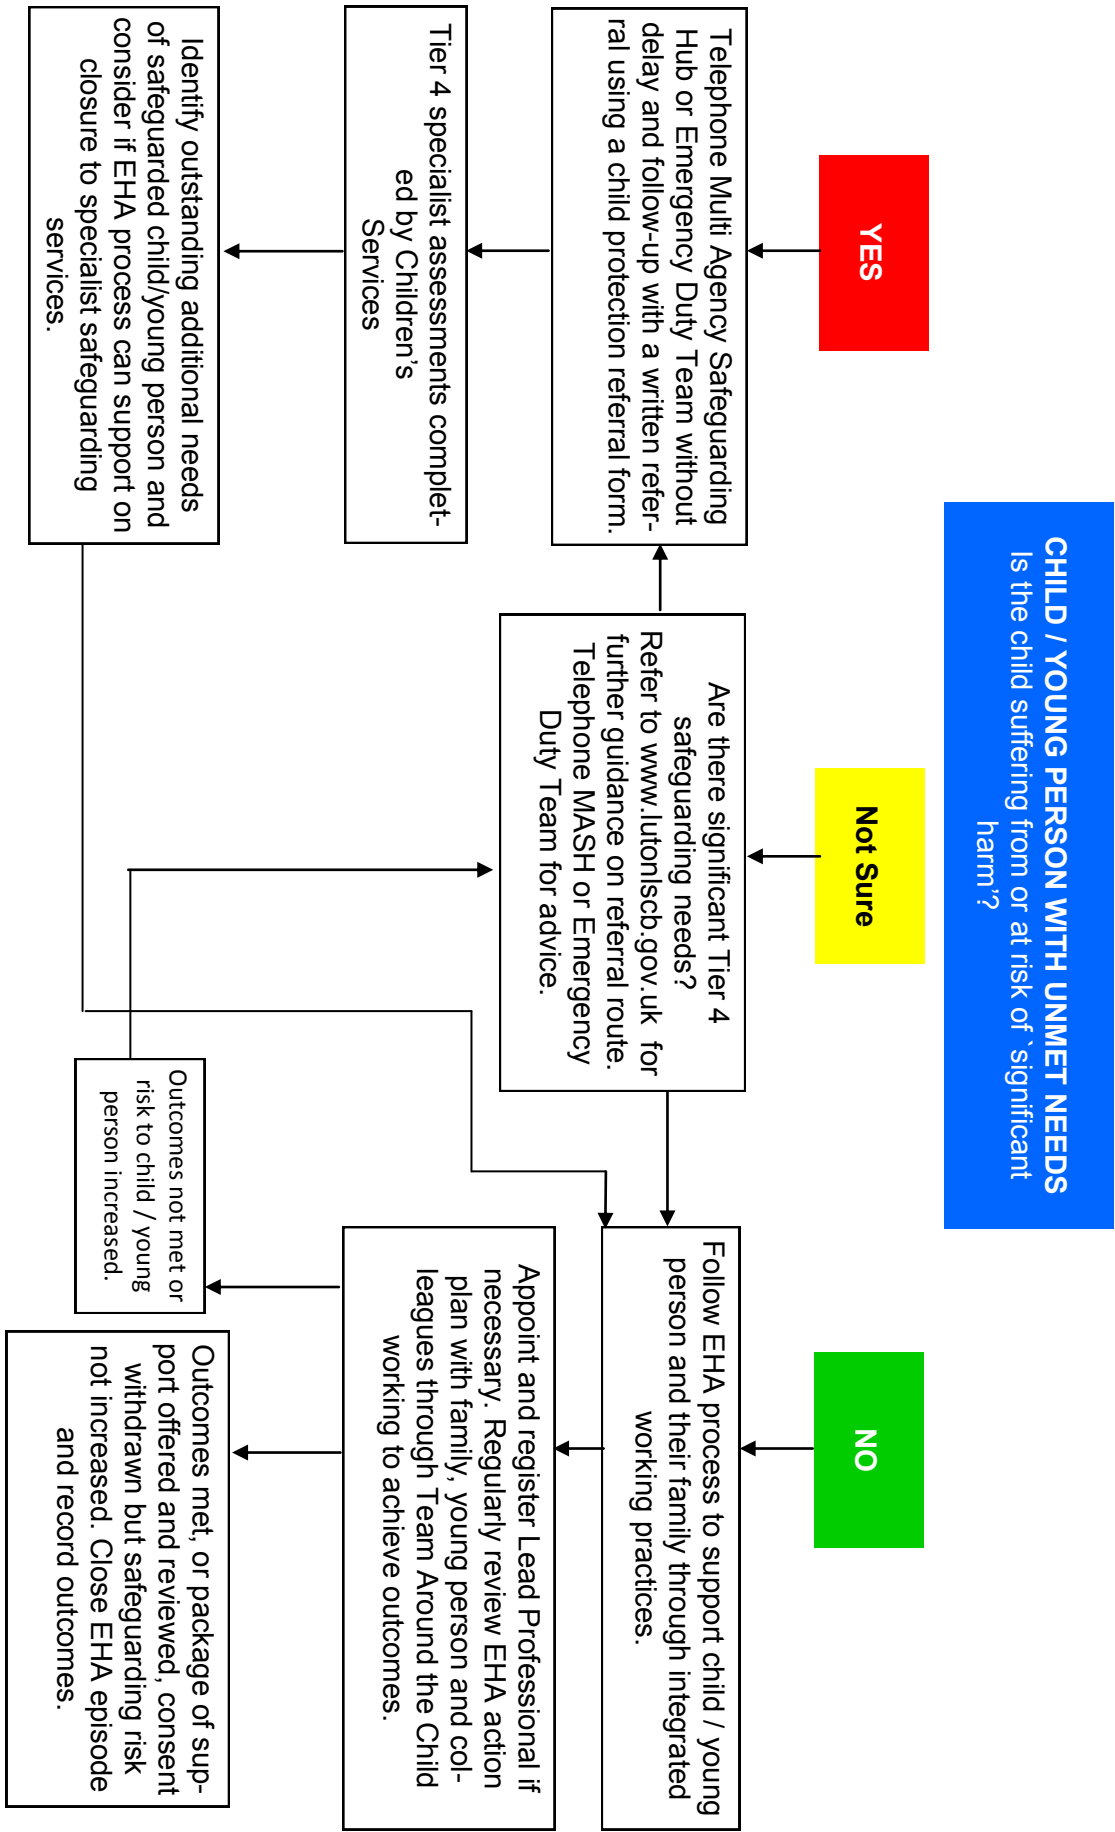 CHILD / YOUNG PERSON WITH UNMET NEEDS
Is the child suffering from or at risk of `significant
harm'?
YES
Not Sure
NO
Telephone Multi Agency Safeguarding
Hub or Emergency Duty Team without
delay and follow-up with a written refer-
ral using a child protection referral form.
Are there significant Tier 4
safeguarding needs?
Refer to www.lutonlscb.gov.uk for
further guidance on referral route.
Telephone MASH or Emergency
Duty Team for advice.
Follow EHA process to support child / young
person and their family through integrated
working practices.
Tier 4 specialist assessments complet-
ed by Children's
Services
Appoint and register Lead Professional if
necessary. Regularly review EHA action
plan with family, young person and col-
leagues through Team Around the Child
working to achieve outcomes.
Identify outstanding additional needs
of safeguarded child/young person and
consider if EHA process can support on
closure to specialist safeguarding
services.
Outcomes not met or
risk to child / young
person increased.
Outcomes met, or package of sup-
port offered and reviewed, consent
withdrawn but safeguarding risk
not increased. Close EHA episode
and record outcomes.